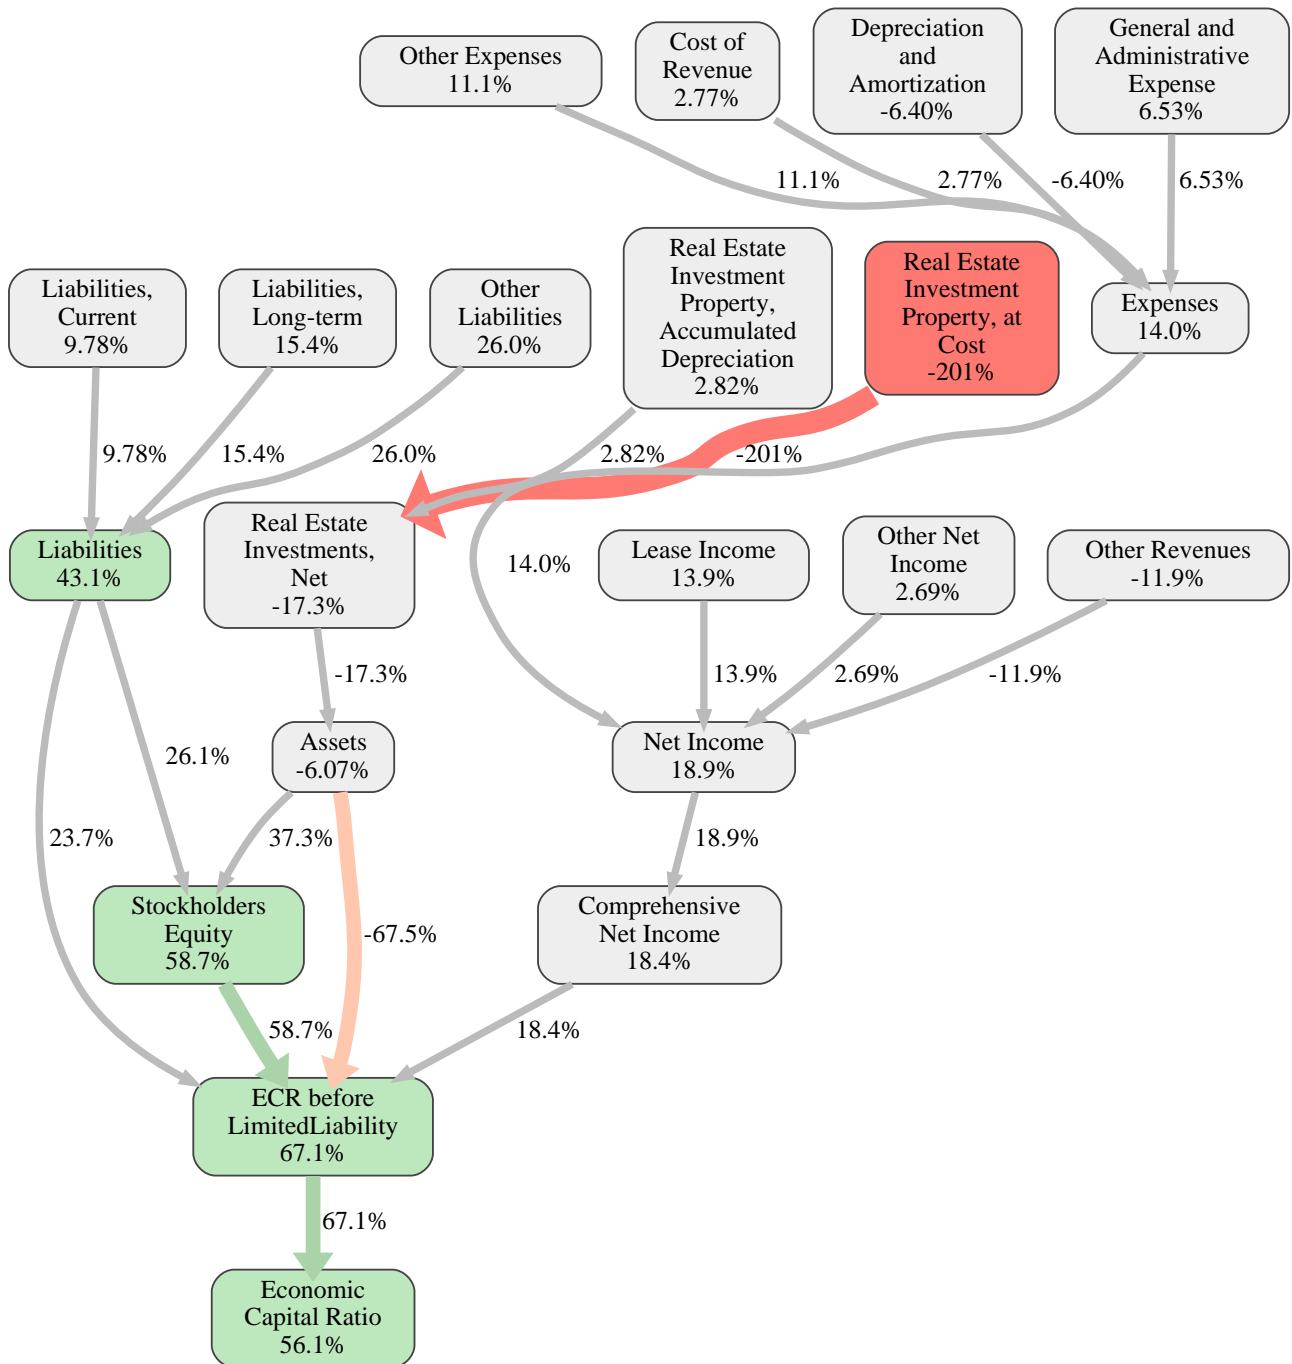 Other Expenses
11.1%
Cost of
Revenue
2.77%
Depreciation
and
Amortization
-6.40%
General and
Administrative
Expense
6.53%
11.1%
2.77%
-6.40%
6.53%
Liabilities,
Current
9.78%
Liabilities,
Long-term
15.4%
Other
Liabilities
26.0%
Real Estate
Investment
Property,
Accumulated
Depreciation
2.82%
Real Estate
Investment
Property, at
Cost
-201%
Expenses
14.0%
9.78%
15.4%
26.0%
2.82%
-201%
Liabilities
43.1%
Real Estate
Investments,
Net
-17.3%
14.0%
Lease Income
13.9%
Other Net
Income
2.69%
Other Revenues
-11.9%
-17.3%
13.9%
2.69%
-11.9%
26.1%
Assets
-6.07%
Net Income
18.9%
23.7%
37.3%
18.9%
Stockholders
Equity
58.7%
-67.5%
Comprehensive
Net Income
18.4%
58.7%
18.4%
ECR before
LimitedLiability
67.1%
67.1%
Economic
Capital Ratio
56.1%